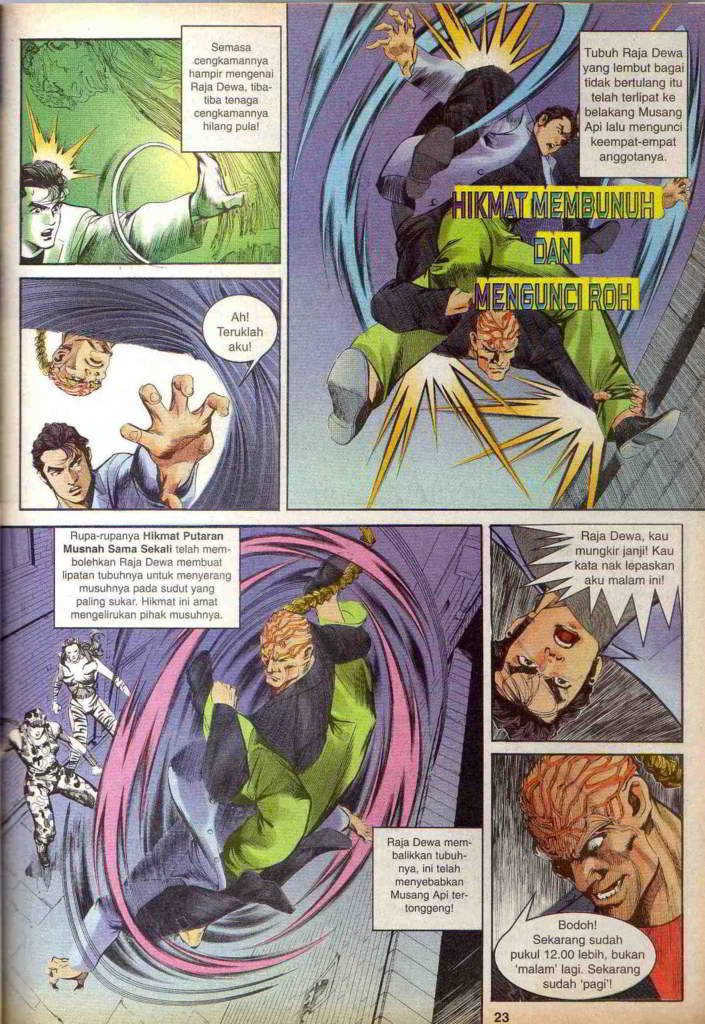 Semasa
cengkamannya
hampir mengenai
Raja Dewa, tiba-
tiba tenaga
cengkamannya
hilang pula!
Ah!
Teruklah
aku!
Tubuh Raja Dewa
yang lembut bagai
tidak bertulang itu
telah terlipat ke
belakang Musang
Api lalu mengunci
keempat-empat
anggotanya.
HIKMAT MEMBUNUH
DAN
MENGUNCI ROH
Rupa-rupanya Hikmat Putaran
Musnah Sama Sekali telah mem-
bolehkan Raja Dewa membuat
lipatan tubuhnya untuk menyerang
musuhnya pada sudut yang
paling sukar. Hikmat ini amat
mengelirukan pihak musuhnya.
Raja Dewa mem-
balikkan tubuh-
nya, ini telah
menyebabkan
Musang Api ter-
tonggeng!
Raja Dewa, kau
mungkir janji! Kau
kata nak lepaskan
aku malam ini!
Bodoh!
Sekarang sudah
pukul 12.00 lebih, bukan
'malam' lagi. Sekarang
sudah 'pagi'!
23